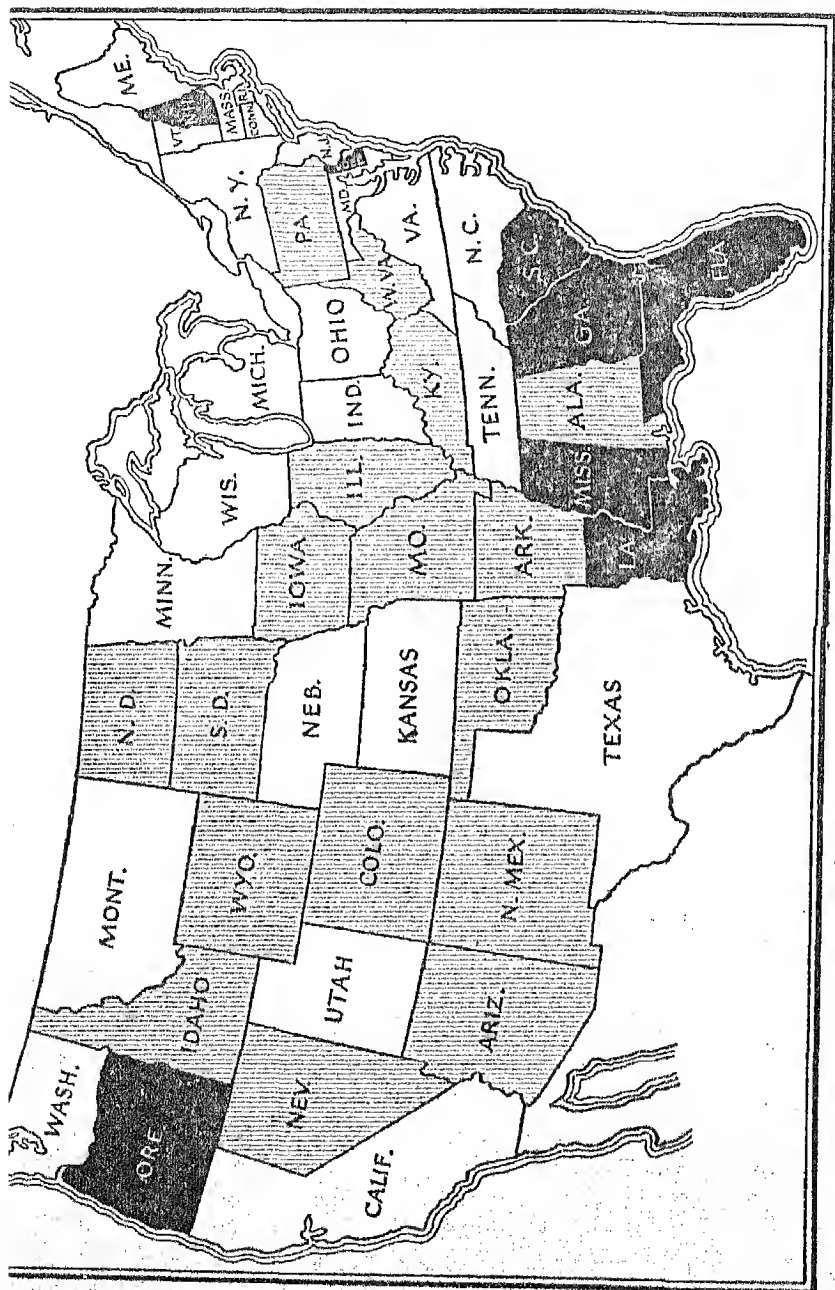 WASH.
ORE.
CALIF.
IDAHO
NEV.
MONT.
WYO.
UTAH
ARIZ.
COLO.
N. MEX.
N. D.
S. D.
NEB.
KANSAS
OKLA.
TEXAS
MINN.
IOWA
MO.
ARK.
LA.
WIS.
ILL.
MISS.
MICH.
IND.
OHIO
KY.
TENN.
ALA.
GA.
FLA.
S. C.
N. C.
VA.
W. VA.
PA.
N. Y.
MD.
N. J.
VT.
ME.
MASS.
CONN.
R.I.